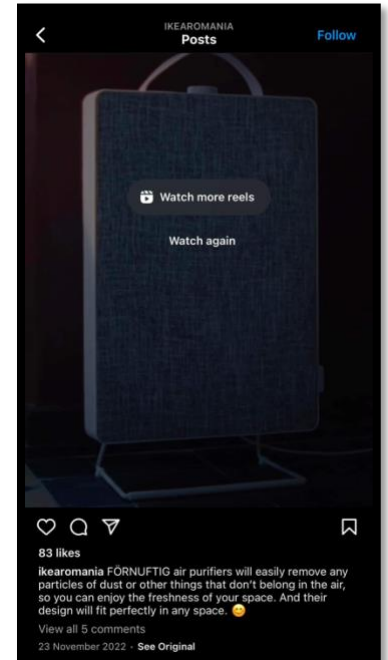 IKEAROMANIA
Posts
Follow
Watch more reels
Watch again
83 likes
ikearomania FÖRNUFTIG air purifiers will easily remove any
particles of dust or other things that don't belong in the air,
so you can enjoy the freshness of your space. And their
design will fit perfectly in any space. 😊
View all 5 comments
23 November 2022 · See Original